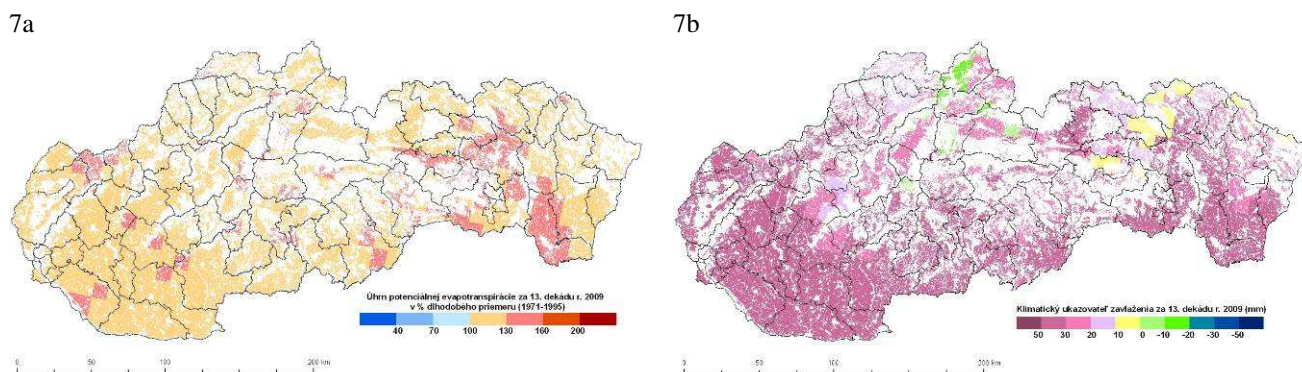 7a
7b
Úhrn potenciálnej evapotranspirácie za 13. dekádu r. 2009
v % dlhodobého priemeru (1971-1995)
40 70 100 130 160 200
0 50 100 200 km
Klimatický ukazovateľ zavlaženia za 13. dekádu r. 2009 (mm)
50 30 20 10 0 -10 -20 -30 -50
0 50 100 200 km